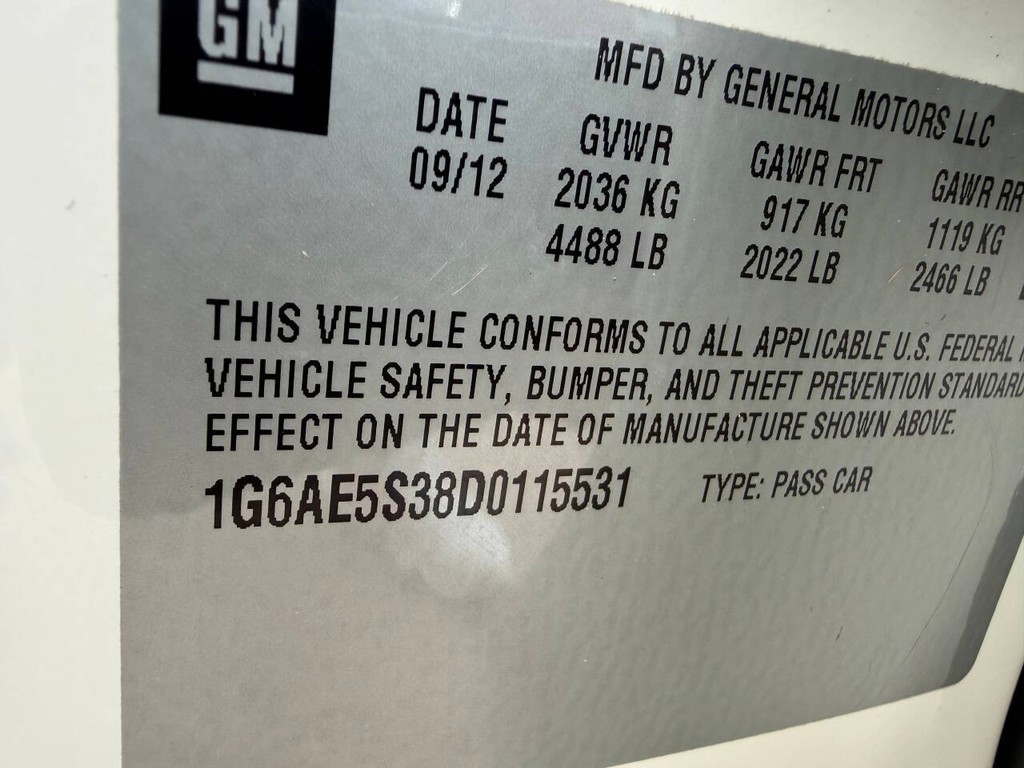 GM
MFD BY GENERAL MOTORS LLC
DATE GVWR GAWR FRT GAWR RR
09/12 2036 KG 917 KG 1119 KG
4488 LB 2022 LB 2466 LB
THIS VEHICLE CONFORMS TO ALL APPLICABLE U.S. FEDERAL
VEHICLE SAFETY, BUMPER, AND THEFT PREVENTION STANDARD
EFFECT ON THE DATE OF MANUFACTURE SHOWN ABOVE.
1G6AE5S38D0115531 TYPE: PASS CAR